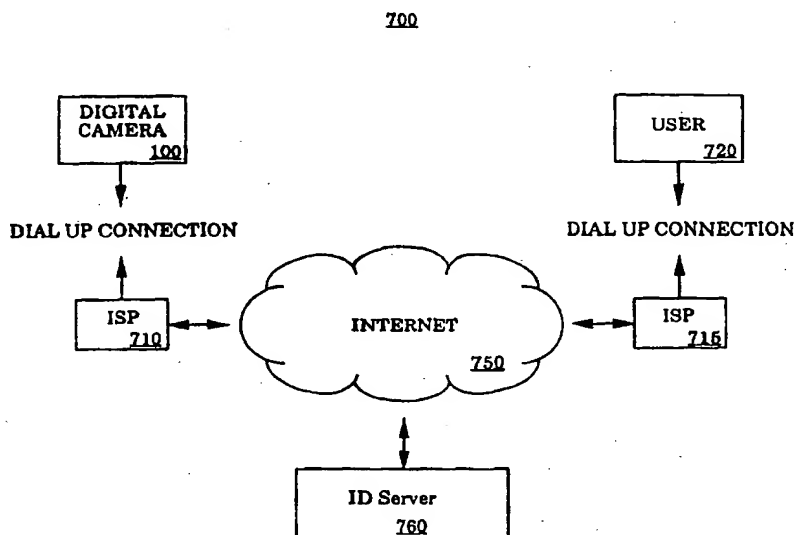 700
DIGITAL
CAMERA
100
USER
720
DIAL UP CONNECTION
DIAL UP CONNECTION
ISP
710
INTERNET
750
ISP
715
ID Server
760